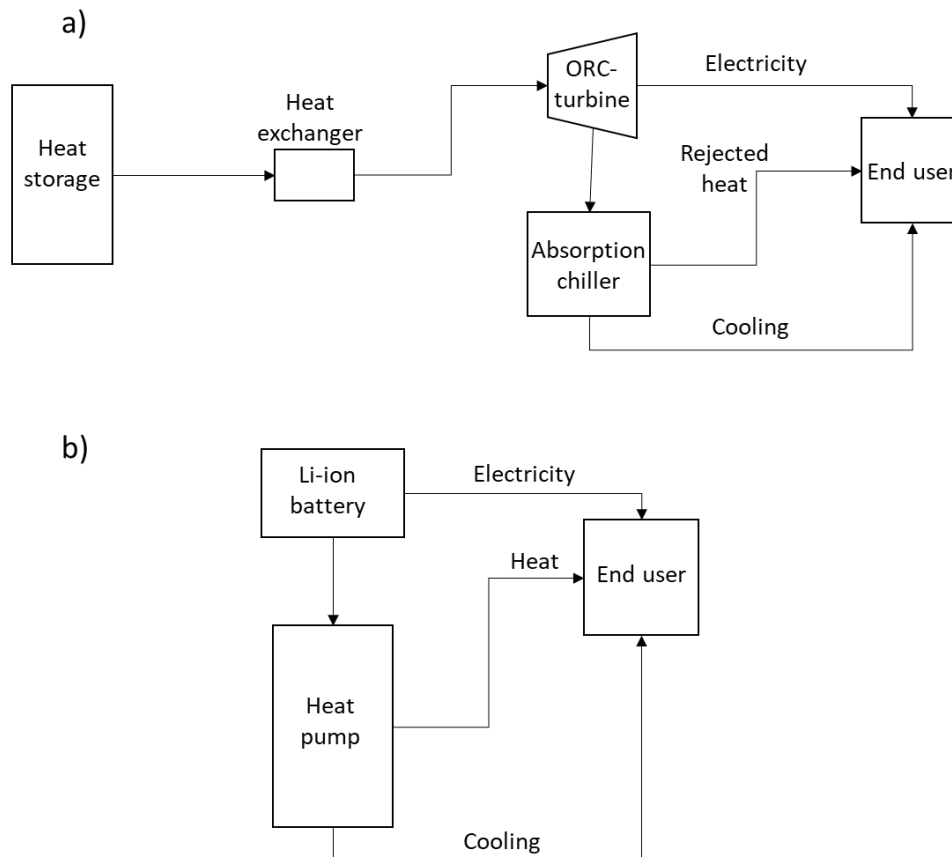 a)
Heat
storage
Heat
exchanger
ORC-
turbine
Electricity
Rejected
heat
End user
Absorption
chiller
Cooling
b)
Li-ion
battery
Electricity
Heat
End user
Heat
pump
Cooling